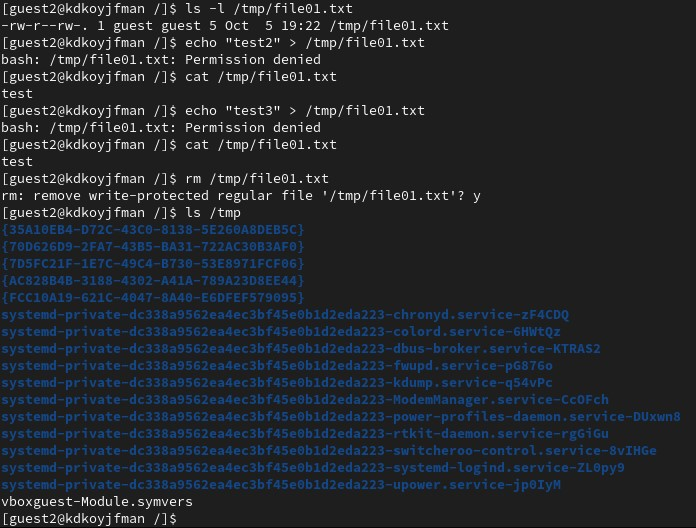 [guest2@kdkoyjfman /]$ ls -l /tmp/file01.txt
-rw-r--rw-. 1 guest guest 5 Oct  5 19:22 /tmp/file01.txt
[guest2@kdkoyjfman /]$ echo "test2" > /tmp/file01.txt
bash: /tmp/file01.txt: Permission denied
[guest2@kdkoyjfman /]$ cat /tmp/file01.txt
test
[guest2@kdkoyjfman /]$ echo "test3" > /tmp/file01.txt
bash: /tmp/file01.txt: Permission denied
[guest2@kdkoyjfman /]$ cat /tmp/file01.txt
test
[guest2@kdkoyjfman /]$ rm /tmp/file01.txt
rm: remove write-protected regular file '/tmp/file01.txt'? y
[guest2@kdkoyjfman /]$ ls /tmp
{35A10EB4-D72C-43C0-8138-5E260A8DEB5C}
{70D626D9-2FA7-43B5-BA31-722AC30B3AF0}
{7D5FC21F-1E7C-49C4-B730-53E8971FCF06}
{AC828B4B-3188-4302-A41A-789A23D8EE44}
{FCC10A19-621C-4047-8A40-E6DFEF579095}
systemd-private-dc338a9562ea4ec3bf45e0b1d2eda223-chronyd.service-zF4CDQ
systemd-private-dc338a9562ea4ec3bf45e0b1d2eda223-colord.service-6HWtQz
systemd-private-dc338a9562ea4ec3bf45e0b1d2eda223-dbus-broker.service-KTRAS2
systemd-private-dc338a9562ea4ec3bf45e0b1d2eda223-fwupd.service-pG876o
systemd-private-dc338a9562ea4ec3bf45e0b1d2eda223-kdump.service-q54vPc
systemd-private-dc338a9562ea4ec3bf45e0b1d2eda223-ModemManager.service-CcOFch
systemd-private-dc338a9562ea4ec3bf45e0b1d2eda223-power-profiles-daemon.service-DUxwn8
systemd-private-dc338a9562ea4ec3bf45e0b1d2eda223-rtkit-daemon.service-rgGiGu
systemd-private-dc338a9562ea4ec3bf45e0b1d2eda223-switcheroo-control.service-8vIHGe
systemd-private-dc338a9562ea4ec3bf45e0b1d2eda223-systemd-logind.service-ZL0py9
systemd-private-dc338a9562ea4ec3bf45e0b1d2eda223-upower.service-jp0IyM
vboxguest-Module.symvers
[guest2@kdkoyjfman /]$